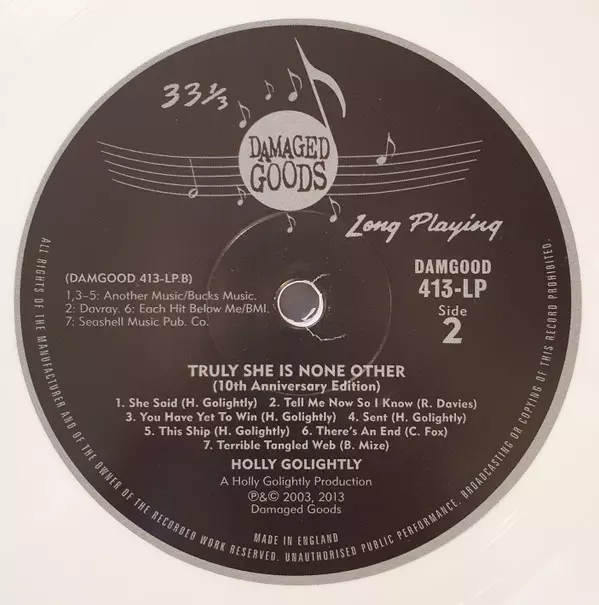 33 1/3
DAMAGED
GOODS
Long Playing
DAMGOOD
413-LP
Side
2
(DAMGOOD 413-LP.B)
1,3-5: Another Music/Bucks Music.
2: Davray. 6: Each Hit Below Me/BMI.
7: Seashell Music Pub. Co.
TRULY SHE IS NONE OTHER
(10th Anniversary Edition)
1. She Said (H. Golightly) 2. Tell Me Now So I Know (R. Davies)
3. You Have Yet To Win (H. Golightly) 4. Sent (H. Golightly)
5. This Ship (H. Golightly) 6. There's An End (C. Fox)
7. Terrible Tangled Web (B. Mize)
HOLLY GOLIGHTLY
A Holly Golightly Production
℗&© 2003, 2013
Damaged Goods
MADE IN ENGLAND
ALL RIGHTS OF THE MANUFACTURER AND OF THE OWNER OF THE RECORDED WORK RESERVED. UNAUTHORISED PUBLIC PERFORMANCE, BROADCASTING OR COPYING OF THIS RECORD PROHIBITED.